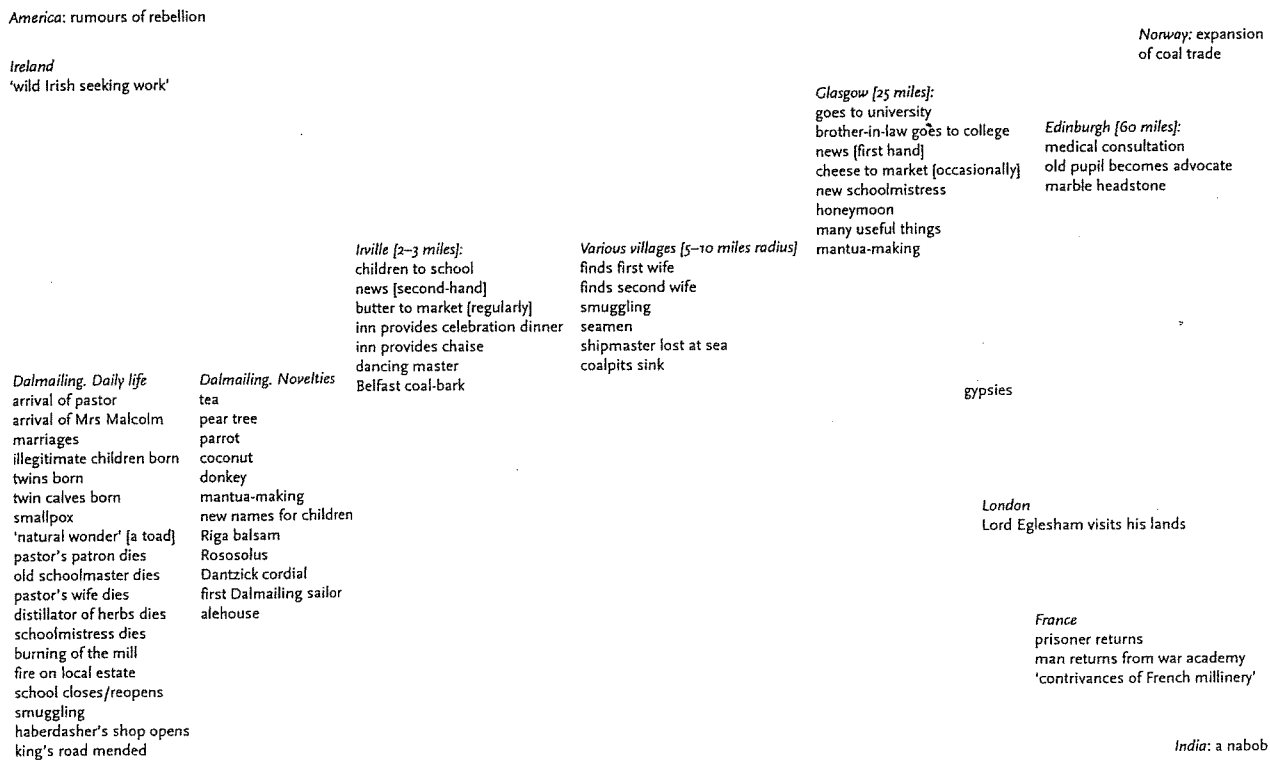 America: rumours of rebellion
Norway: expansion
of coal trade
Ireland
'wild Irish seeking work'
Glasgow [25 miles]:
goes to university
brother-in-law goes to college
news [first hand]
cheese to market [occasionally]
new schoolmistress
honeymoon
many useful things
mantua-making
Edinburgh [60 miles]:
medical consultation
old pupil becomes advocate
marble headstone
Irville [2–3 miles]:
children to school
news [second-hand]
butter to market [regularly]
inn provides celebration dinner
inn provides chaise
dancing master
Belfast coal-bark
Various villages [5–10 miles radius]
finds first wife
finds second wife
smuggling
seamen
shipmaster lost at sea
coalpits sink
Dalmailing. Daily life
arrival of pastor
arrival of Mrs Malcolm
marriages
illegitimate children born
twins born
twin calves born
smallpox
'natural wonder' [a toad]
pastor's patron dies
old schoolmaster dies
pastor's wife dies
distillator of herbs dies
schoolmistress dies
burning of the mill
fire on local estate
school closes/reopens
smuggling
haberdasher's shop opens
king's road mended
Dalmailing. Novelties
tea
pear tree
parrot
coconut
donkey
mantua-making
new names for children
Riga balsam
Rososolus
Dantzick cordial
first Dalmailing sailor
alehouse
gypsies
London
Lord Eglesham visits his lands
France
prisoner returns
man returns from war academy
'contrivances of French millinery'
India: a nabob